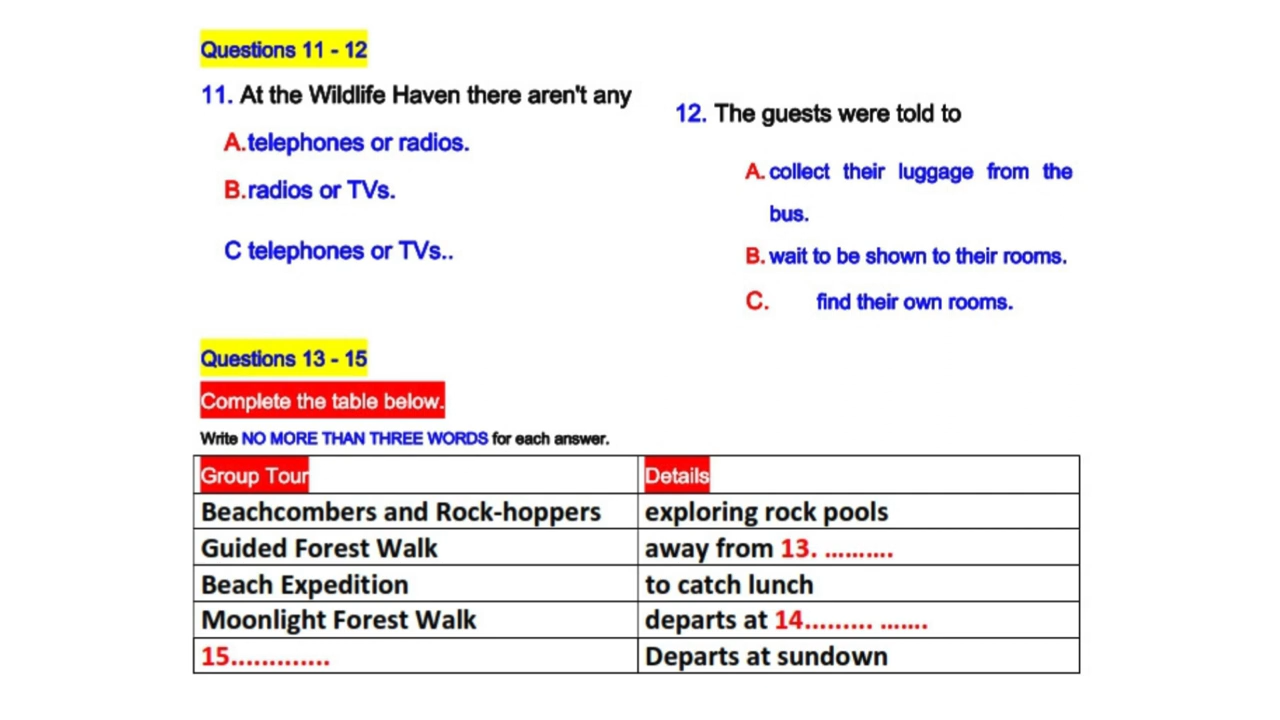 Questions 11 - 12
11. At the Wildlife Haven there aren't any
A.telephones or radios.
B.radios or TVs.
C telephones or TVs..
12. The guests were told to
A. collect their luggage from the
bus.
B. wait to be shown to their rooms.
C. find their own rooms.
Questions 13 - 15
Complete the table below.
Write NO MORE THAN THREE WORDS for each answer.
Group Tour Details
Beachcombers and Rock-hoppers exploring rock pools
Guided Forest Walk away from 13. ..........
Beach Expedition to catch lunch
Moonlight Forest Walk departs at 14......... .......
15............. Departs at sundown